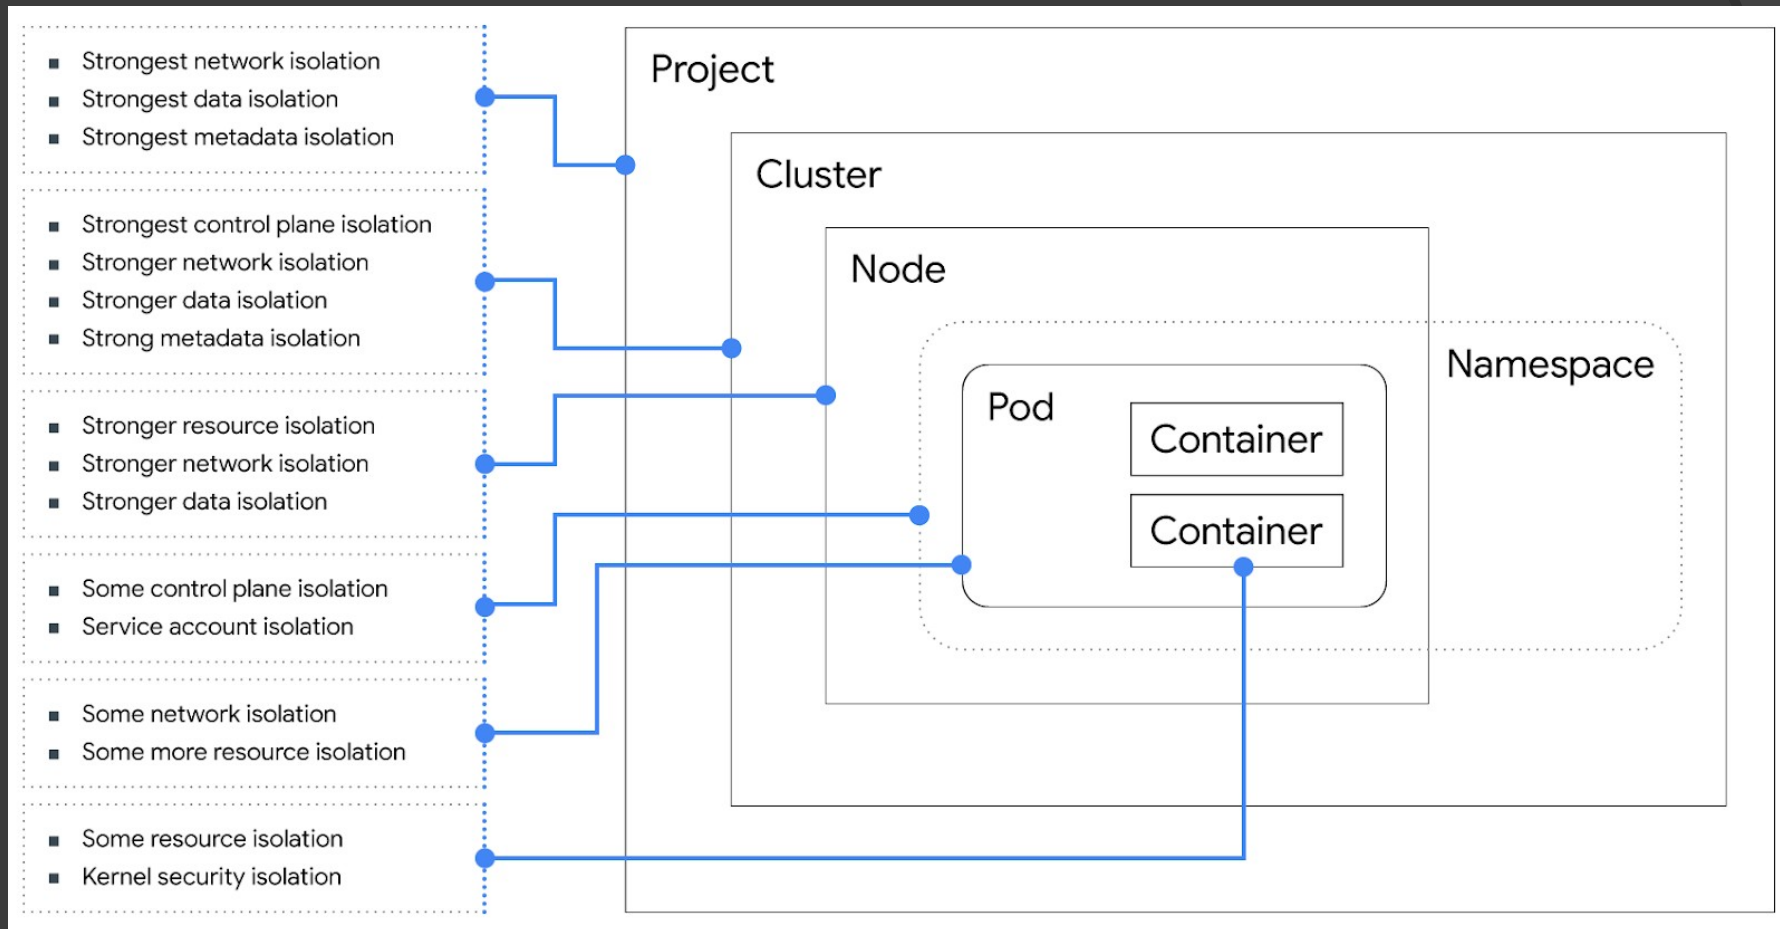 Strongest network isolation
Strongest data isolation
Strongest metadata isolation
Strongest control plane isolation
Stronger network isolation
Stronger data isolation
Strong metadata isolation
Stronger resource isolation
Stronger network isolation
Stronger data isolation
Some control plane isolation
Service account isolation
Some network isolation
Some more resource isolation
Some resource isolation
Kernel security isolation
Project
Cluster
Node
Namespace
Pod
Container
Container